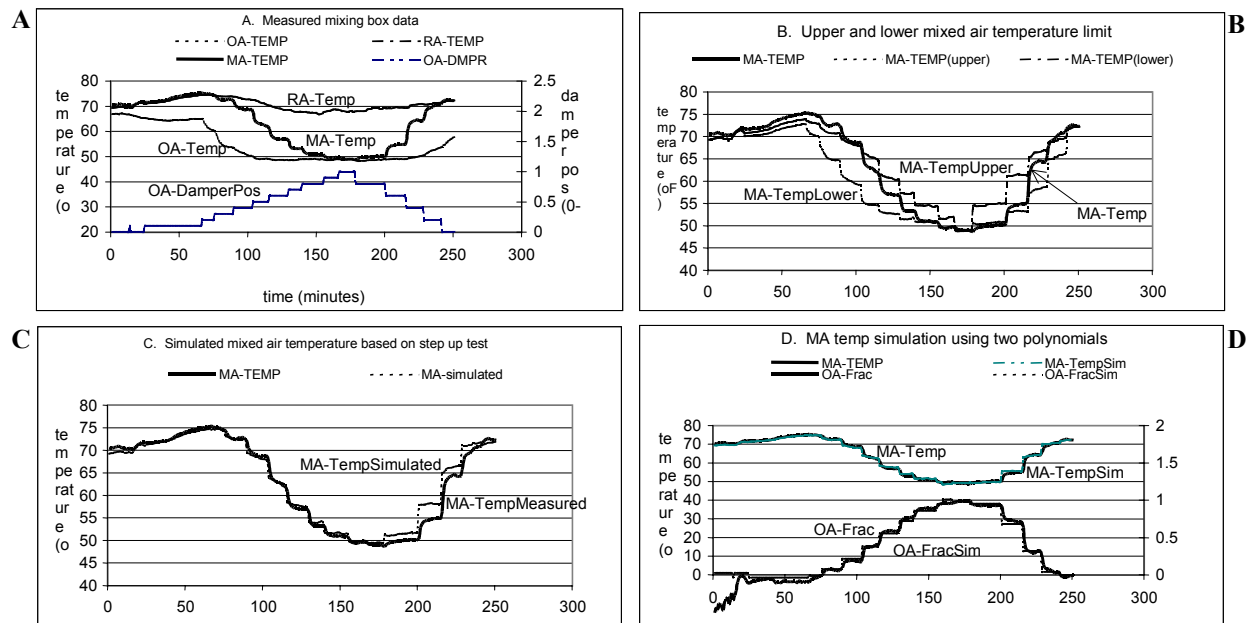 A
A. Measured mixing box data
OA-TEMP RA-TEMP
MA-TEMP OA-DMPR
te
m
pe
rat
ure
(o
80
70
60
50
40
30
20
RA-Temp
MA-Temp
OA-Temp
OA-DamperPos
2.5
2
1.5
1
0.5
0
da
m
pe
r
pos
(0-
0 50 100 150 200 250 300
time (minutes)
B
B. Upper and lower mixed air temperature limit
MA-TEMP MA-TEMP(upper) MA-TEMP(lower)
te
mp
era
tur
e
(oF
)
80
75
70
65
60
55
50
45
40
MA-TempUpper
MA-TempLower
MA-Temp
0 50 100 150 200 250 300
C
C. Simulated mixed air temperature based on step up test
MA-TEMP MA-simulated
te
m
pe
rat
ur
e
(o
80
75
70
65
60
55
50
45
40
MA-TempSimulated
MA-TempMeasured
0 50 100 150 200 250 300
D
D. MA temp simulation using two polynomials
MA-TEMP MA-TempSim
OA-Frac OA-FracSim
te
m
pe
rat
ur
e
(o
80
70
60
50
40
30
20
10
0
MA-Temp
MA-TempSim
OA-Frac
OA-FracSim
2
1.5
1
0.5
0
0 50 100 150 200 250 300